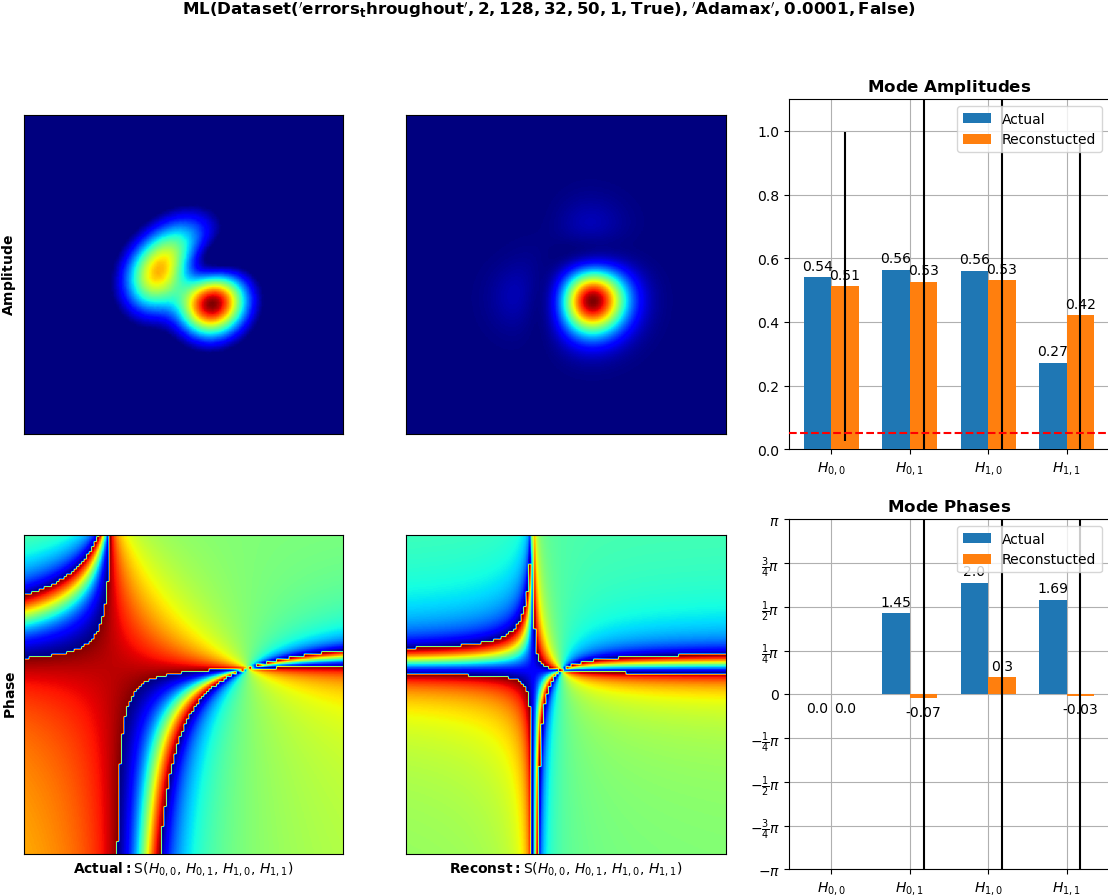 ML(Dataset('errors_throughout', 2, 128, 32, 50, 1, True), 'Adamax', 0.0001, False)
Amplitude
Mode Amplitudes
Actual
Reconstucted
1.0
0.8
0.6
0.4
0.2
0.0
0.54
0.51
0.56
0.53
0.56
0.53
0.27
0.42
H0,0
H0,1
H1,0
H1,1
Phase
Actual: S(H0,0, H0,1, H1,0, H1,1)
Reconst: S(H0,0, H0,1, H1,0, H1,1)
Mode Phases
Actual
Reconstucted
π
3/4π
1/2π
1/4π
0
−1/4π
−1/2π
−3/4π
−π
0.0
0.0
1.45
-0.07
2.0
0.3
1.69
-0.03
H0,0
H0,1
H1,0
H1,1